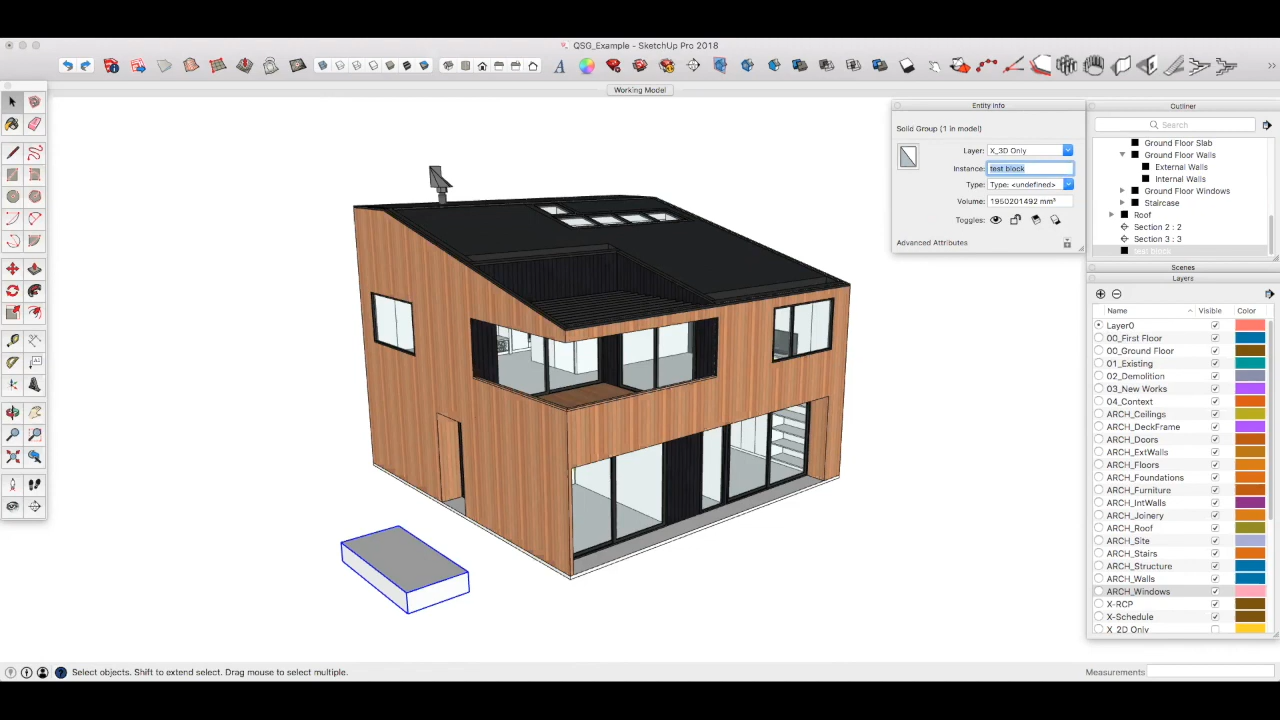 QSG_Example - SketchUp Pro 2018
Working Model
Entity Info
Solid Group (1 in model)
Layer: X_3D Only
Instance: test block
Type: Type: <undefined>
Volume: 1950201492 mm³
Toggles:
Advanced Attributes
Outliner
Search
Ground Floor Slab
Ground Floor Walls
External Walls
Internal Walls
Ground Floor Windows
Staircase
Roof
Section 2 : 2
Section 3 : 3
test block
Scenes
Layers
Name Visible Color
Layer0
00_First Floor
00_Ground Floor
01_Existing
02_Demolition
03_New Works
04_Context
ARCH_Ceilings
ARCH_DeckFrame
ARCH_Doors
ARCH_ExtWalls
ARCH_Floors
ARCH_Foundations
ARCH_Furniture
ARCH_IntWalls
ARCH_Joinery
ARCH_Roof
ARCH_Site
ARCH_Stairs
ARCH_Structure
ARCH_Walls
ARCH_Windows
X-RCP
X-Schedule
X_2D Only
Select objects. Shift to extend select. Drag mouse to select multiple.
Measurements